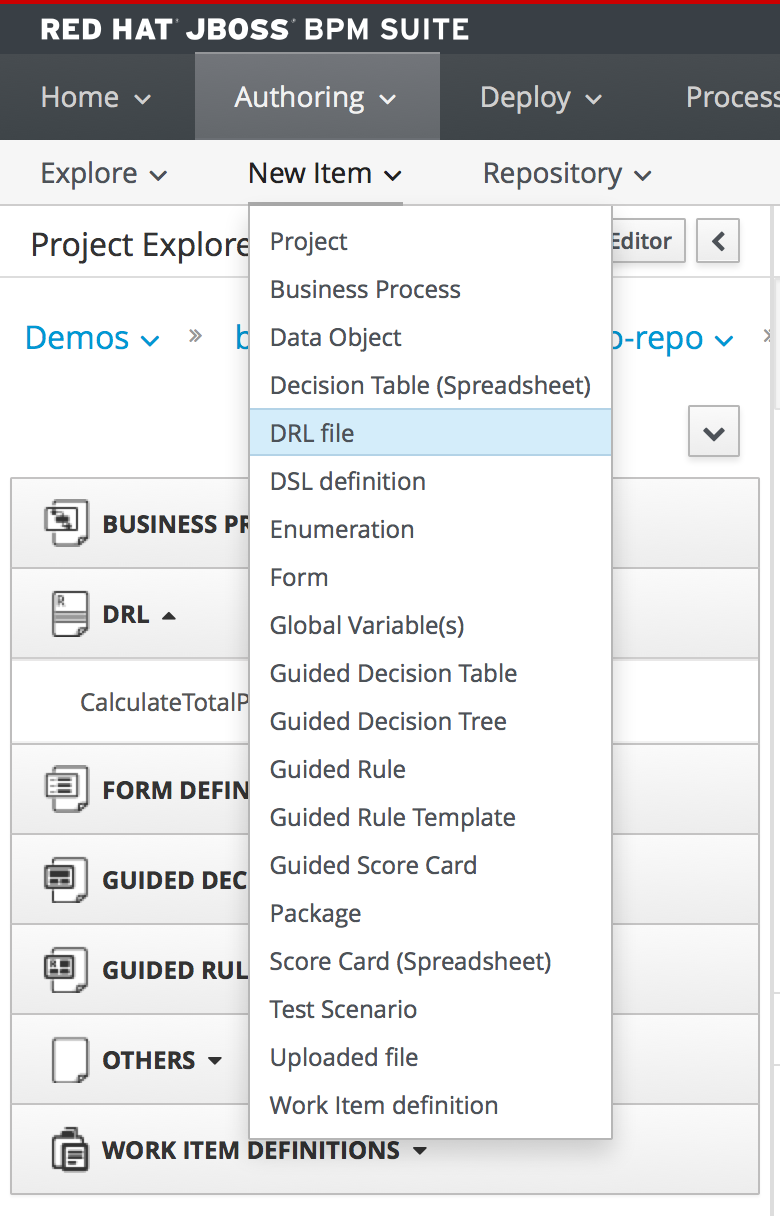 RED HAT JBOSS BPM SUITE
Home Authoring Deploy Process
Explore New Item Repository
Project Explore Editor
Demos » -repo »
Project
Business Process
Data Object
Decision Table (Spreadsheet)
DRL file
DSL definition
Enumeration
Form
Global Variable(s)
Guided Decision Table
Guided Decision Tree
Guided Rule
Guided Rule Template
Guided Score Card
Package
Score Card (Spreadsheet)
Test Scenario
Uploaded file
Work Item definition
BUSINESS PR
DRL
CalculateTotalP
FORM DEFIN
GUIDED DEC
GUIDED RUL
OTHERS
WORK ITEM DEFINITIONS